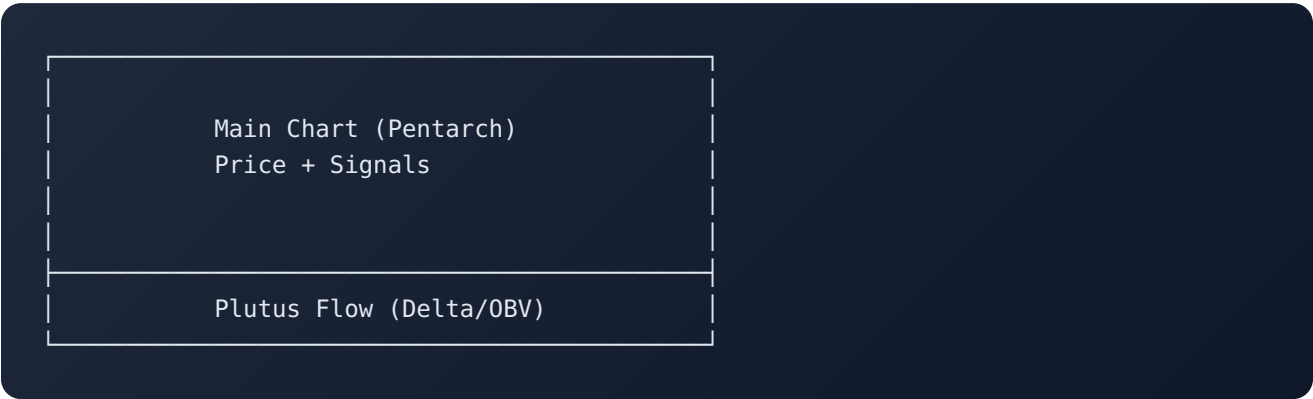 Main Chart (Pentarch)
Price + Signals
Plutus Flow (Delta/OBV)